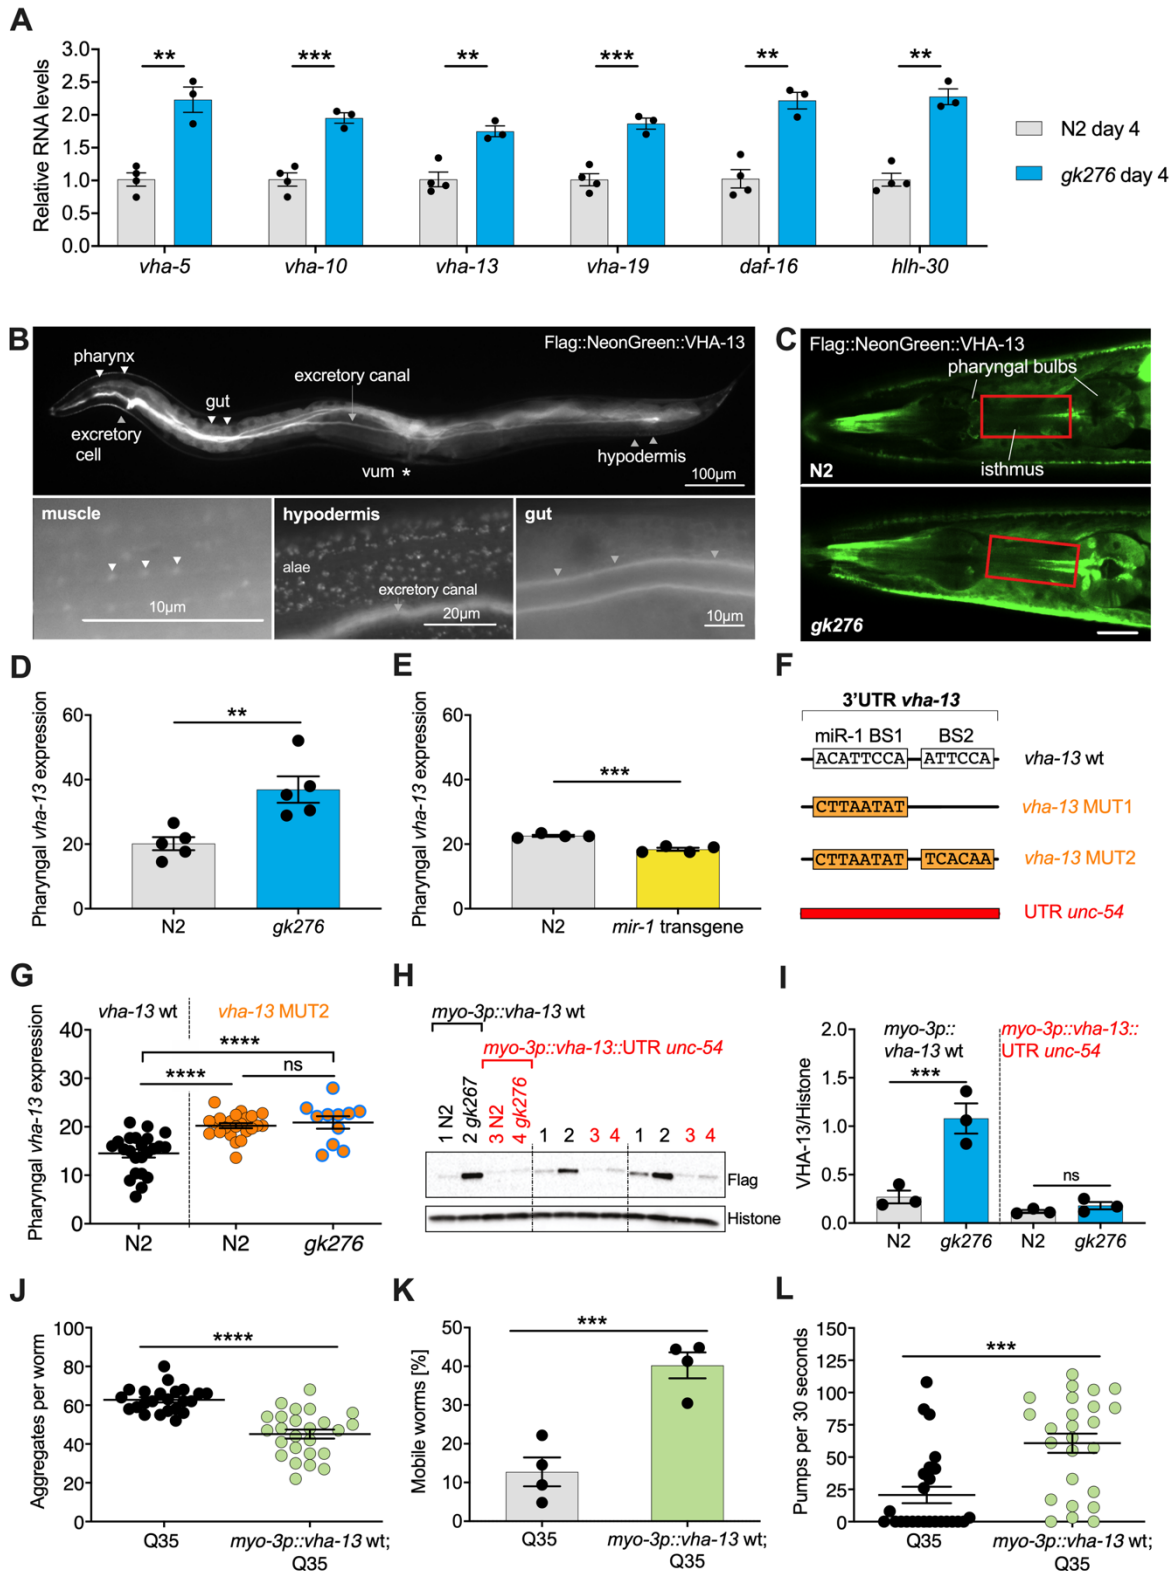 A
3.0
2.5
2.0
1.5
1.0
0.5
0.0
Relative RNA levels
** *** ** *** ** **
vha-5 vha-10 vha-13 vha-19 daf-16 hlh-30
N2 day 4
gk276 day 4
B
Flag::NeonGreen::VHA-13
pharynx
excretory canal
gut
excretory
cell
vum *
hypodermis
100µm
muscle
10µm
hypodermis
alae
excretory canal
20µm
gut
10µm
C
Flag::NeonGreen::VHA-13
pharyngal bulbs
isthmus
N2
gk276
D
Pharyngal vha-13 expression
60
40
20
0
**
N2 gk276
E
Pharyngal vha-13 expression
60
40
20
0
***
N2 mir-1 transgene
F
3'UTR vha-13
miR-1 BS1 BS2
ACATTCCA ATTCCA vha-13 wt
CTTAATAT vha-13 MUT1
CTTAATAT TCACAA vha-13 MUT2
UTR unc-54
G
vha-13 wt vha-13 MUT2
Pharyngal vha-13 expression
40
30
20
10
0
****
**** ns
N2 N2 gk276
H
myo-3p::vha-13 wt
myo-3p::vha-13::UTR unc-54
1 N2
2 gk267
3 N2
4 gk276
1 2 3 4 1 2 3 4
Flag
Histone
I
VHA-13/Histone
2.0
1.5
1.0
0.5
0.0
myo-3p::
vha-13 wt
myo-3p::vha-13::
UTR unc-54
*** ns
N2 gk276 N2 gk276
J
Aggregates per worm
100
80
60
40
20
0
****
Q35 myo-3p::vha-13 wt;
Q35
K
Mobile worms [%]
50
40
30
20
10
0
***
Q35 myo-3p::vha-13 wt;
Q35
L
Pumps per 30 seconds
150
125
100
75
50
25
0
***
Q35 myo-3p::vha-13 wt;
Q35